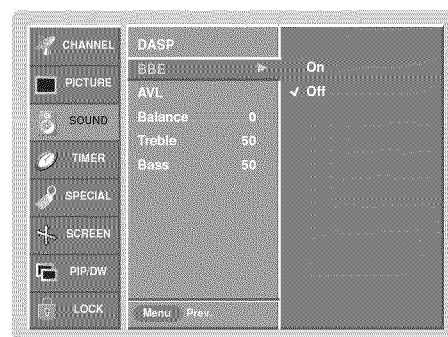 CHANNEL
PICTURE
SOUND
TIMER
SPECIAL
SCREEN
PIP/DW
LOCK
DASP
BBE
AVL
Balance 0
Treble 50
Bass 50
Menu Prev.
On
✓ Off